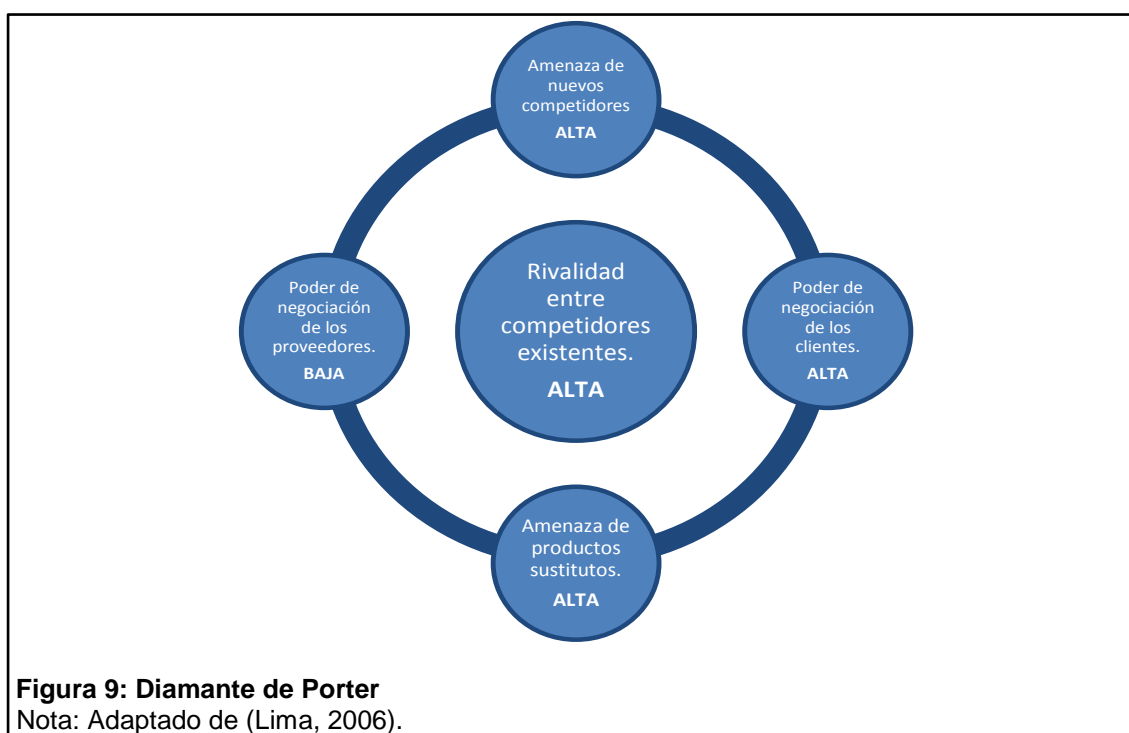 Amenaza de
nuevos
competidores
ALTA
Poder de
negociación
de los
proveedores.
BAJA
Rivalidad
entre
competidores
existentes.
ALTA
Poder de
negociación
de los
clientes.
ALTA
Amenaza de
productos
sustitutos.
ALTA
Figura 9: Diamante de Porter
Nota: Adaptado de (Lima, 2006).